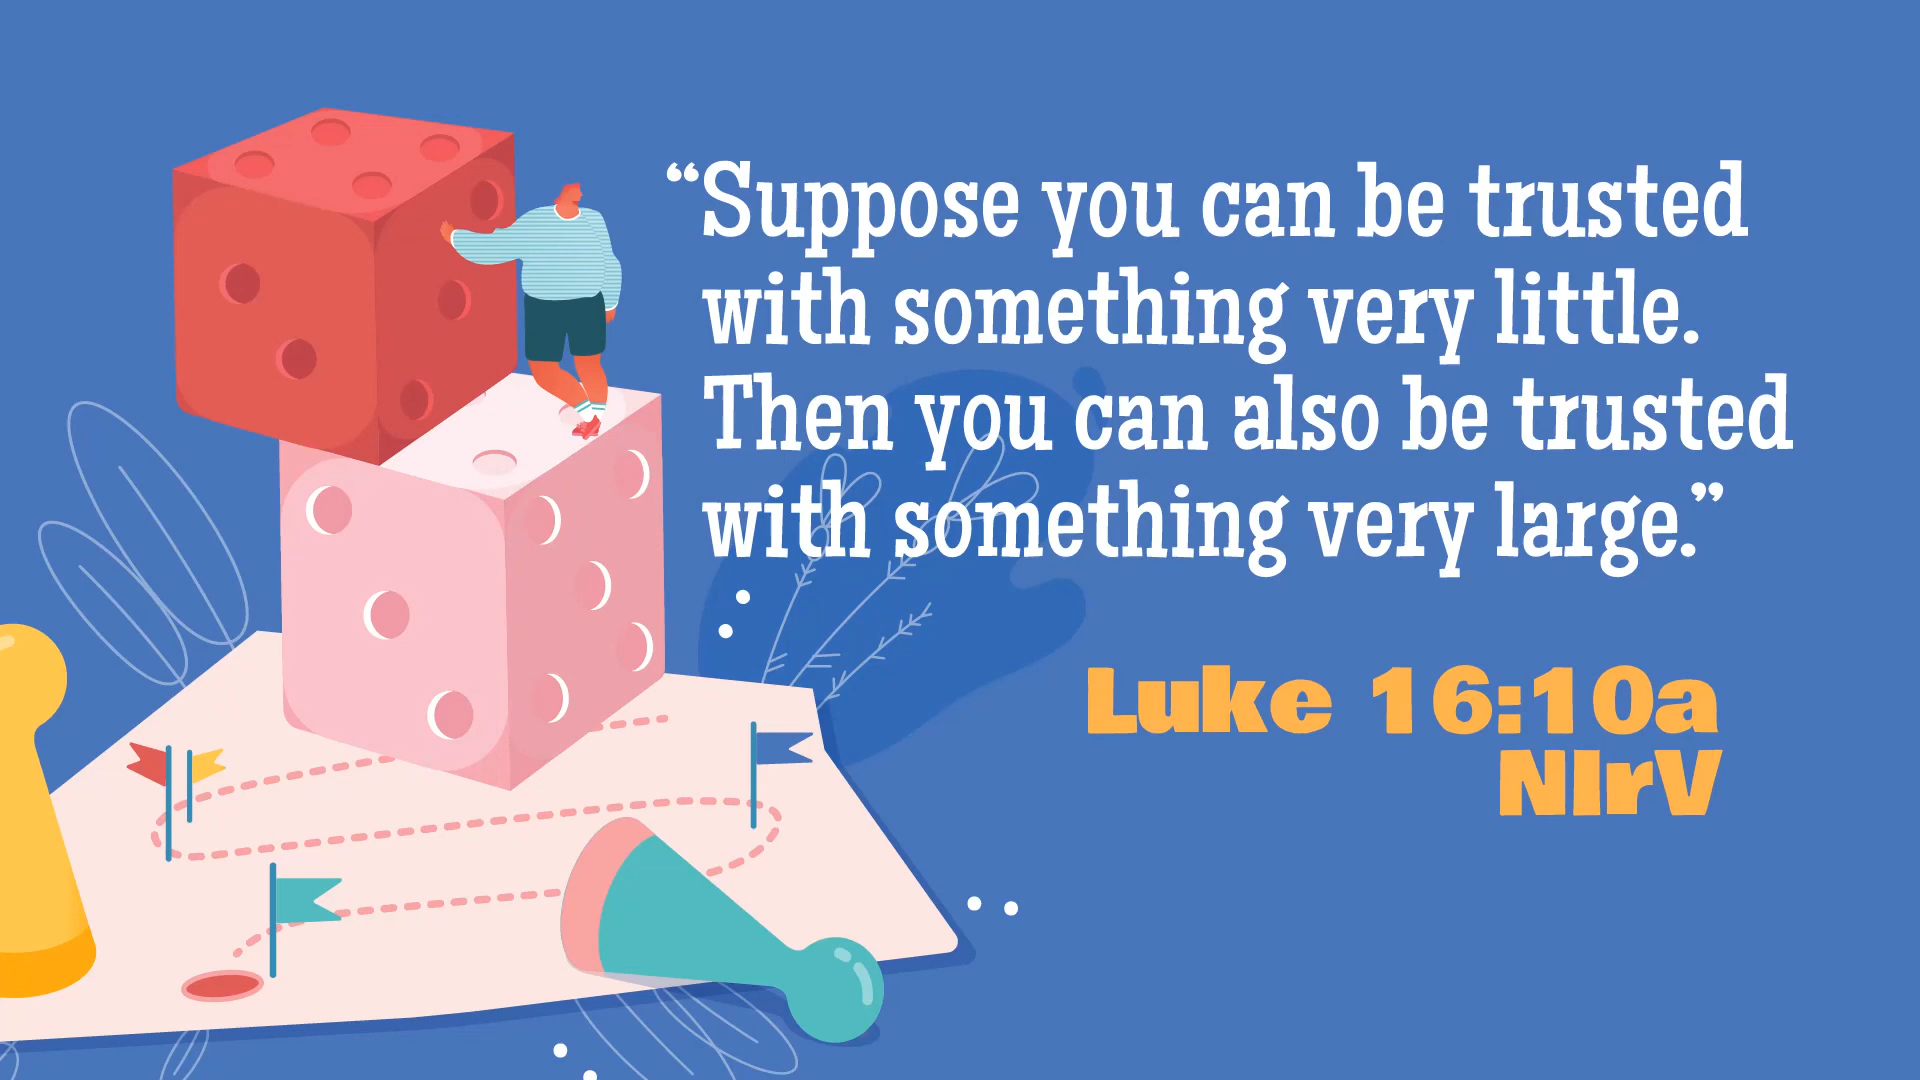 “Suppose you can be trusted
with something very little.
Then you can also be trusted
with something very large.”
Luke 16:10a
NIrV